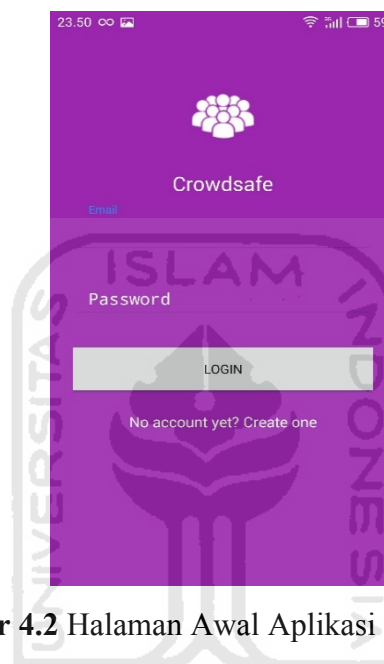 23.50 59
Crowdsafe
Email
ISLAM
Password
UNIVERSITAS
INDONESIA
LOGIN
No account yet? Create one
r 4.2 Halaman Awal Aplikasi